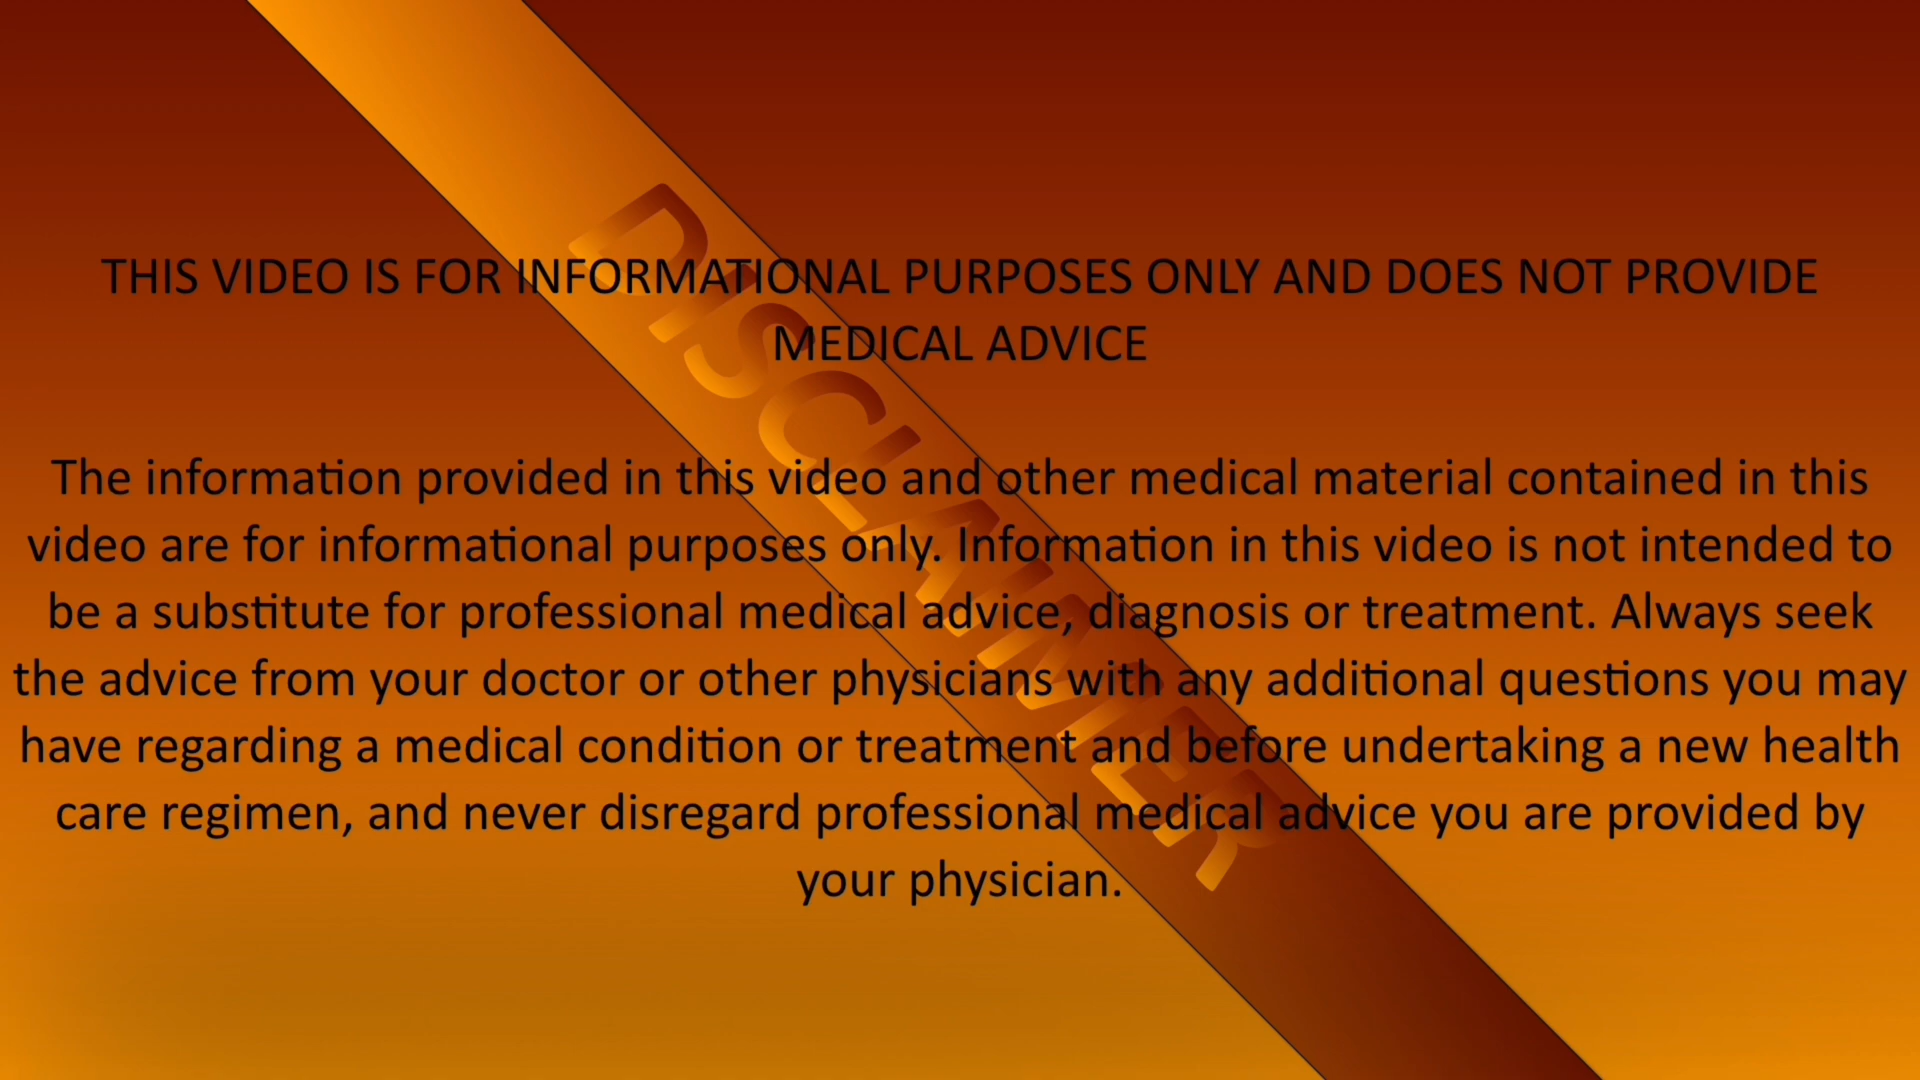 DISCLAIMER
THIS VIDEO IS FOR INFORMATIONAL PURPOSES ONLY AND DOES NOT PROVIDE
MEDICAL ADVICE
The information provided in this video and other medical material contained in this
video are for informational purposes only. Information in this video is not intended to
be a substitute for professional medical advice, diagnosis or treatment. Always seek
the advice from your doctor or other physicians with any additional questions you may
have regarding a medical condition or treatment and before undertaking a new health
care regimen, and never disregard professional medical advice you are provided by
your physician.